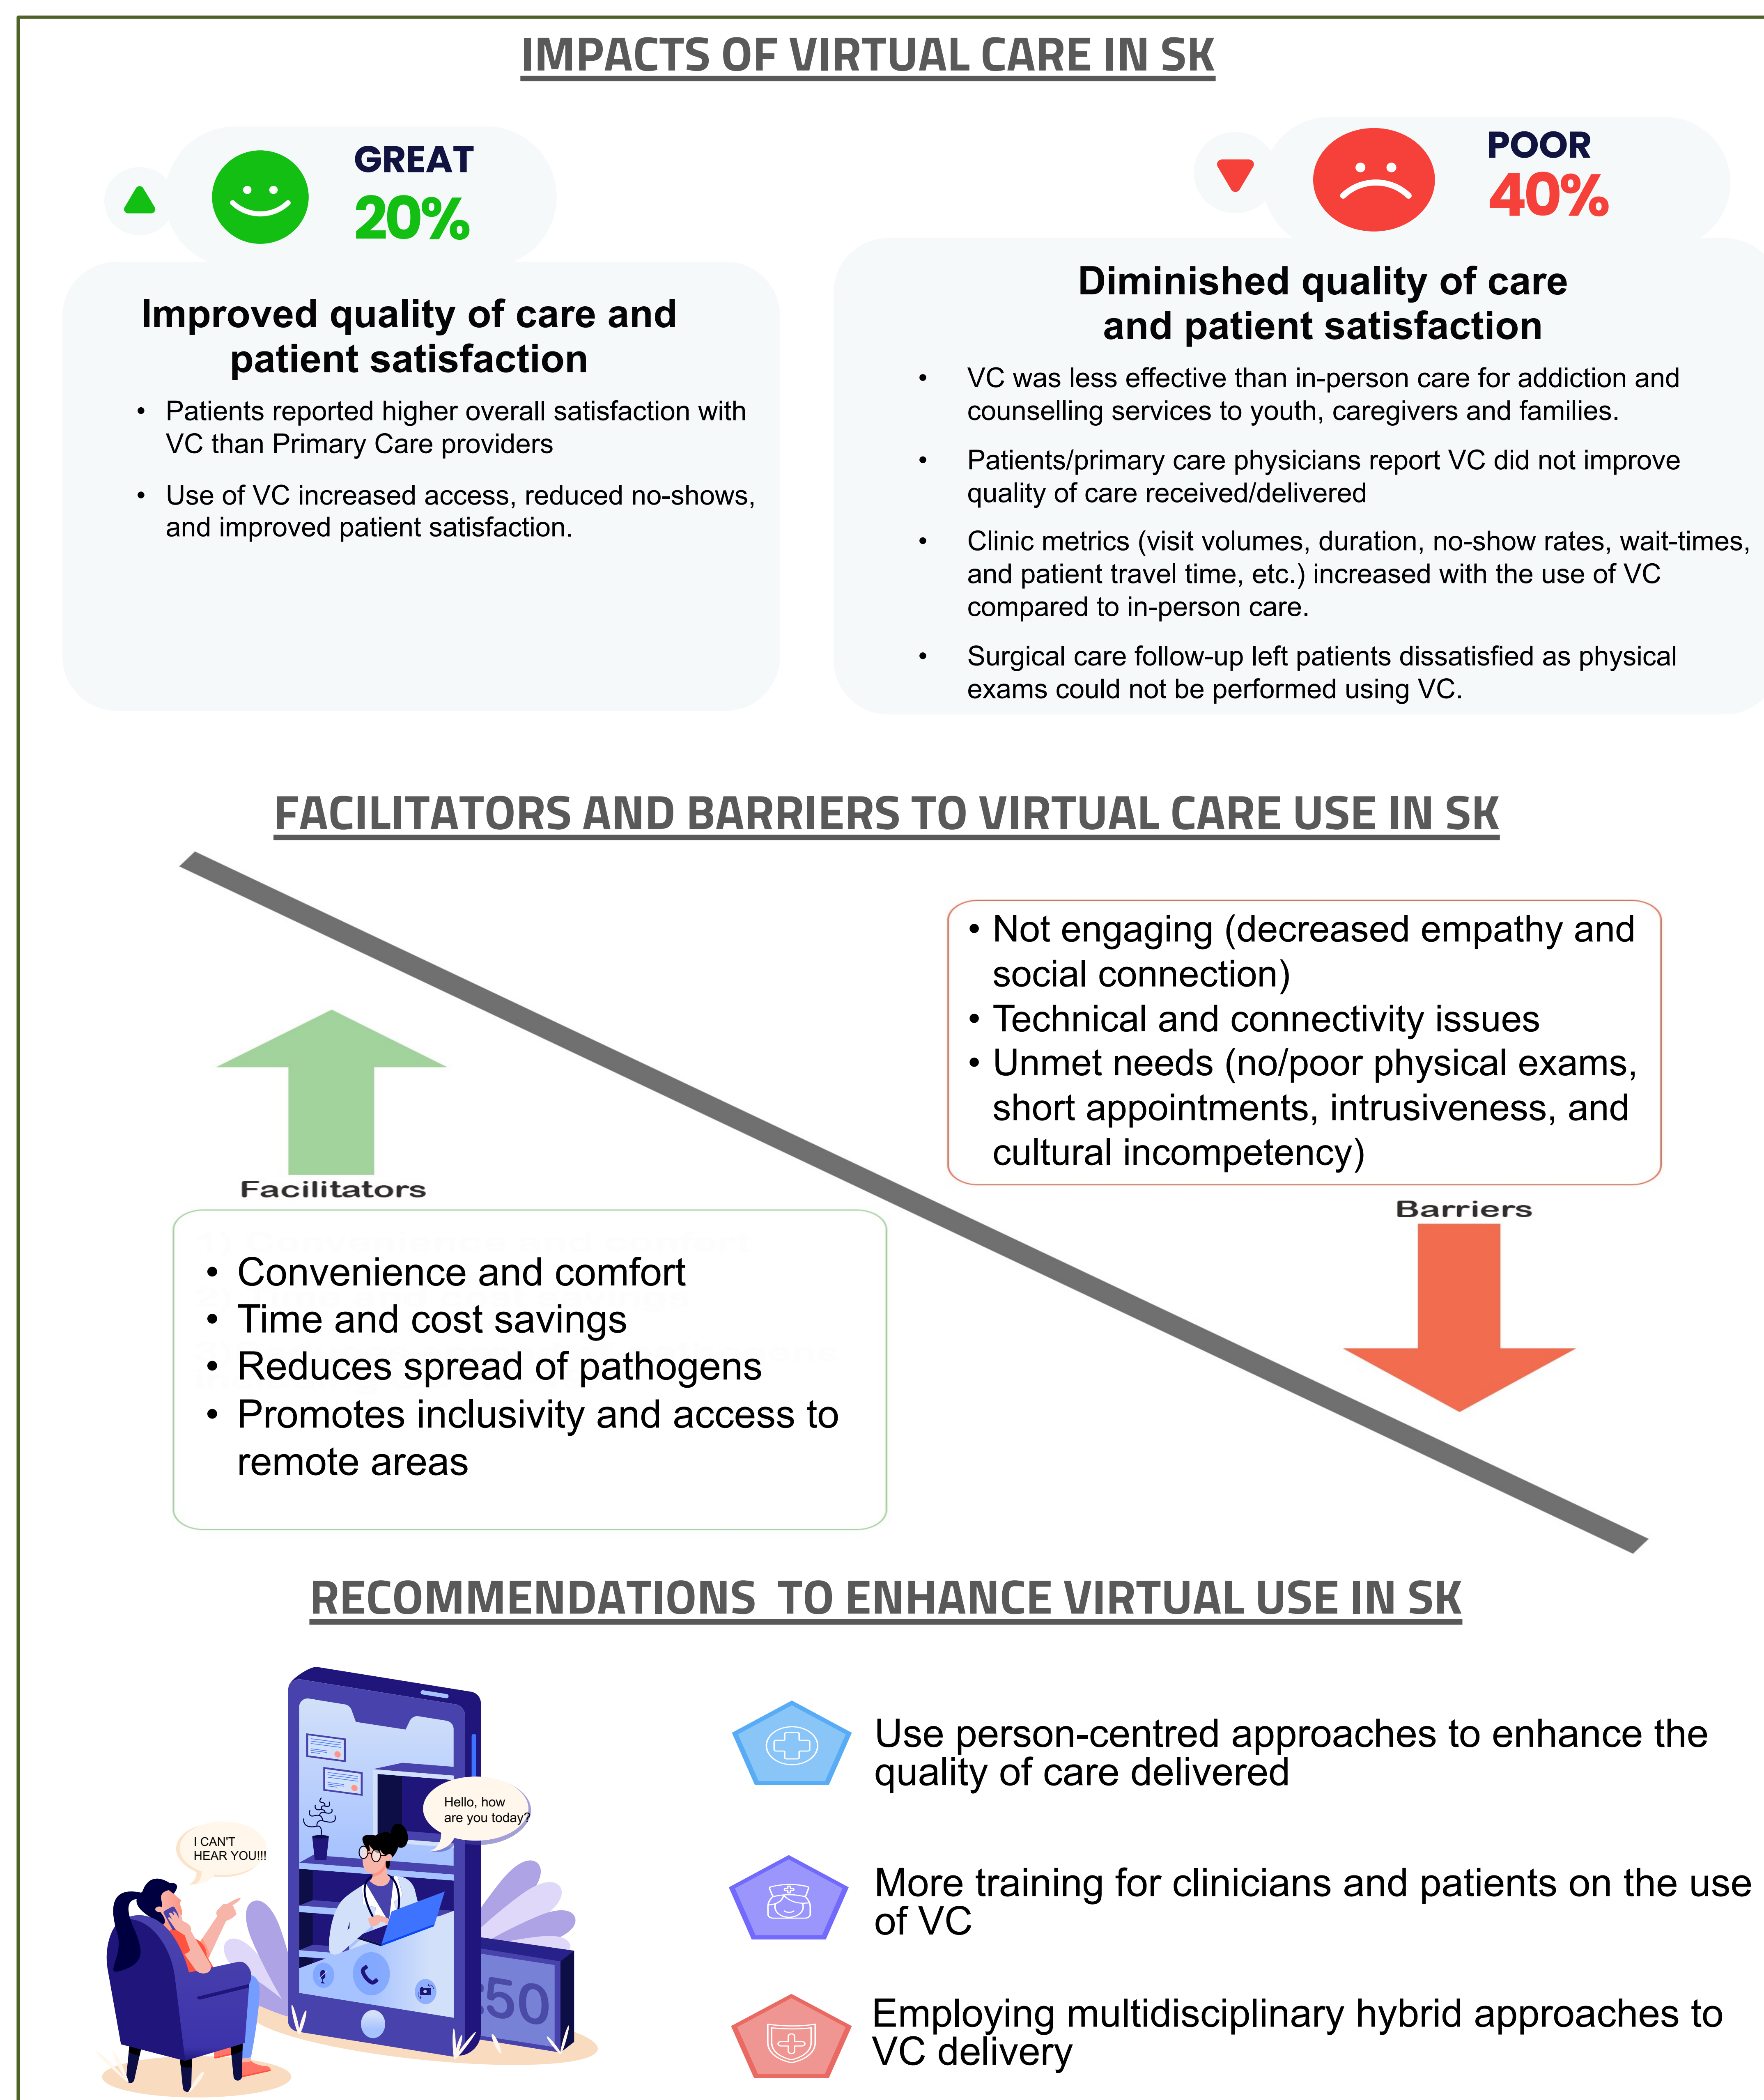 IMPACTS OF VIRTUAL CARE IN SK
GREAT
20%
Improved quality of care and
patient satisfaction
• Patients reported higher overall satisfaction with
VC than Primary Care providers
• Use of VC increased access, reduced no-shows,
and improved patient satisfaction.
POOR
40%
Diminished quality of care
and patient satisfaction
• VC was less effective than in-person care for addiction and
counselling services to youth, caregivers and families.
• Patients/primary care physicians report VC did not improve
quality of care received/delivered
• Clinic metrics (visit volumes, duration, no-show rates, wait-times,
and patient travel time, etc.) increased with the use of VC
compared to in-person care.
• Surgical care follow-up left patients dissatisfied as physical
exams could not be performed using VC.
FACILITATORS AND BARRIERS TO VIRTUAL CARE USE IN SK
• Not engaging (decreased empathy and
social connection)
• Technical and connectivity issues
• Unmet needs (no/poor physical exams,
short appointments, intrusiveness, and
cultural incompetency)
Barriers
Facilitators
• Convenience and comfort
• Time and cost savings
• Reduces spread of pathogens
• Promotes inclusivity and access to
remote areas
RECOMMENDATIONS TO ENHANCE VIRTUAL USE IN SK
Hello, how
are you today?
I CAN'T
HEAR YOU!!!
:50
Use person-centred approaches to enhance the
quality of care delivered
More training for clinicians and patients on the use
of VC
Employing multidisciplinary hybrid approaches to
VC delivery